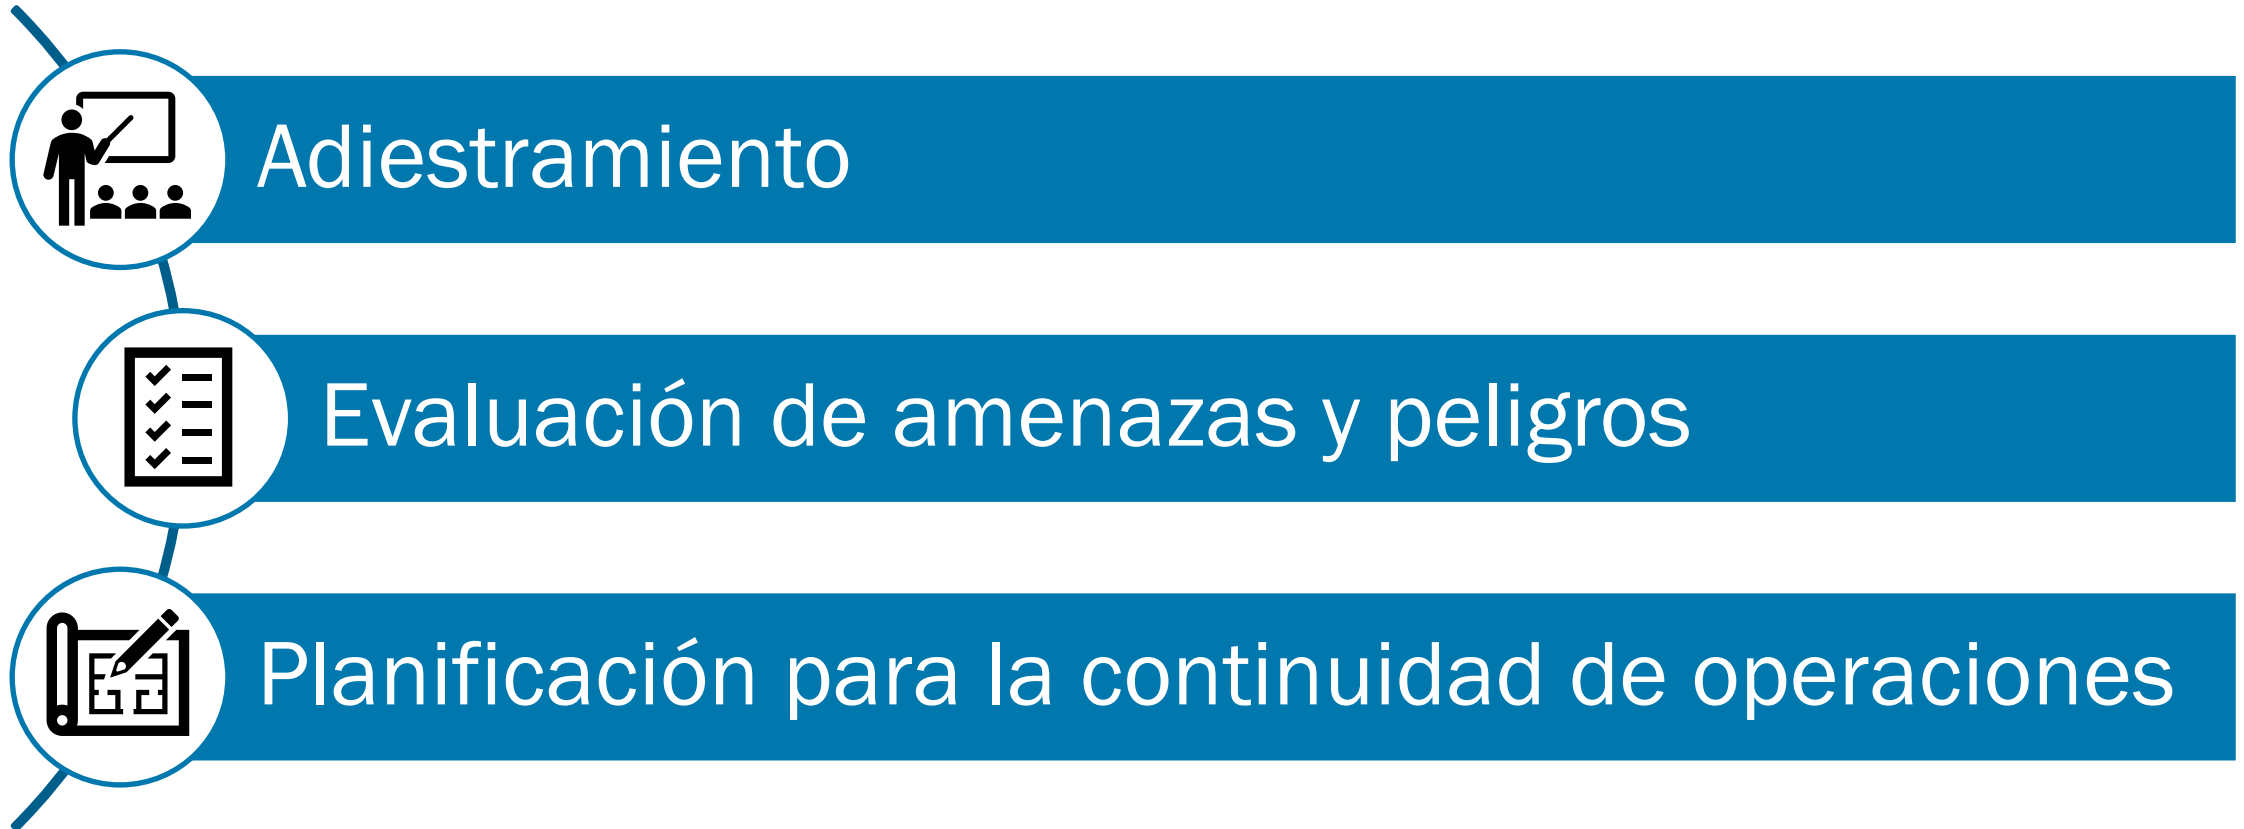 Adiestramiento
Evaluación de amenazas y peligros
Planificación para la continuidad de operaciones